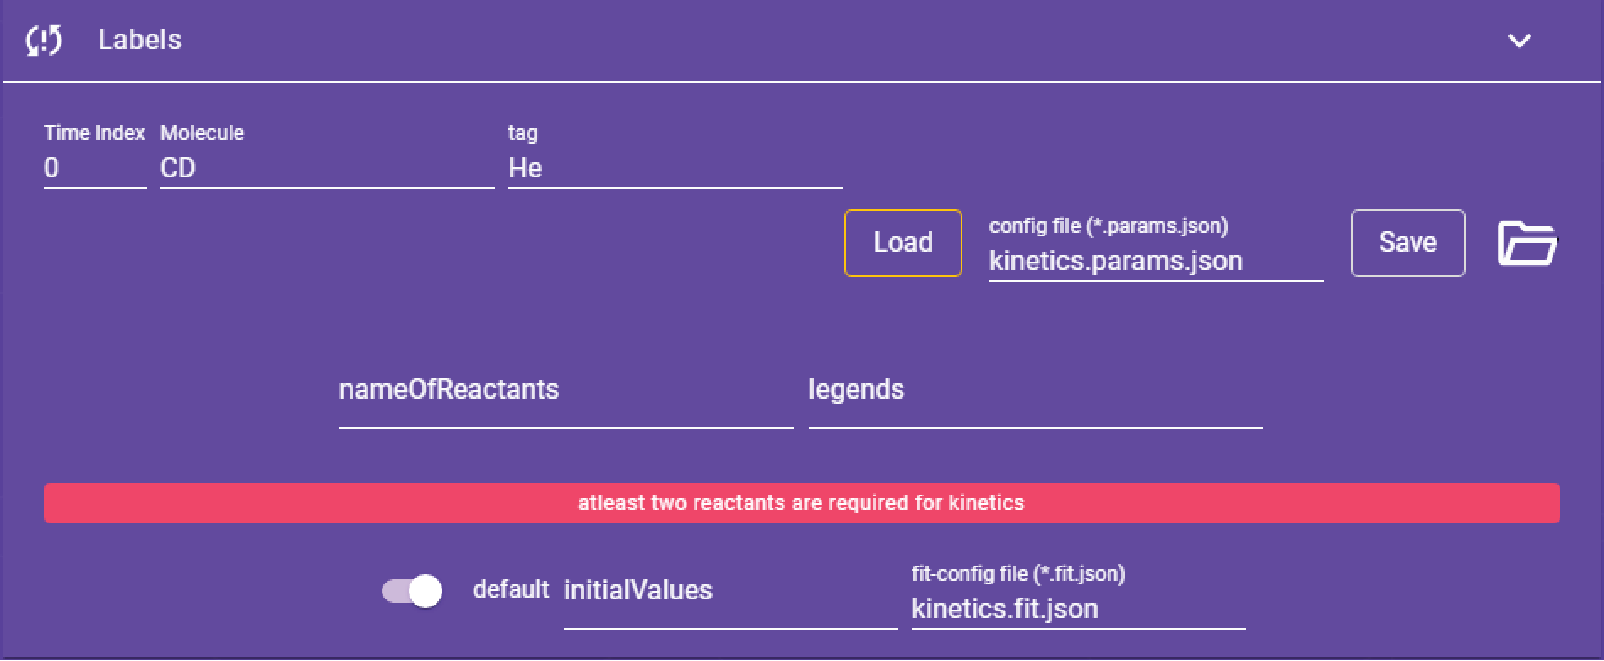 Labels
Time Index Molecule tag
0 CD He
Load config file (*.params.json) kinetics.params.json Save
nameOfReactants legends
atleast two reactants are required for kinetics
default initialValues fit-config file (*.fit.json) kinetics.fit.json